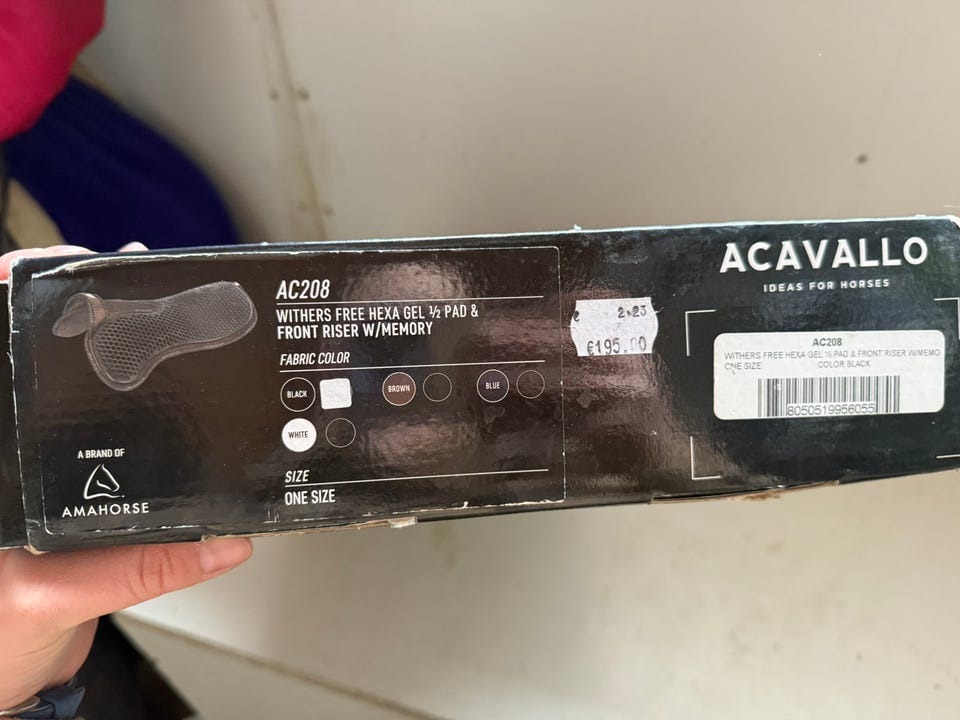 AC208
WITHERS FREE HEXA GEL ½ PAD &
FRONT RISER W/MEMORY
FABRIC COLOR
BLACK
BROWN
BLUE
WHITE
SIZE
ONE SIZE
A BRAND OF
AMAHORSE
2.23
€195.00
ACAVALLO
IDEAS FOR HORSES
AC208
WITHERS FREE HEXA GEL ½ PAD & FRONT RISER W/MEMO
ONE SIZE COLOR BLACK
8050519956055